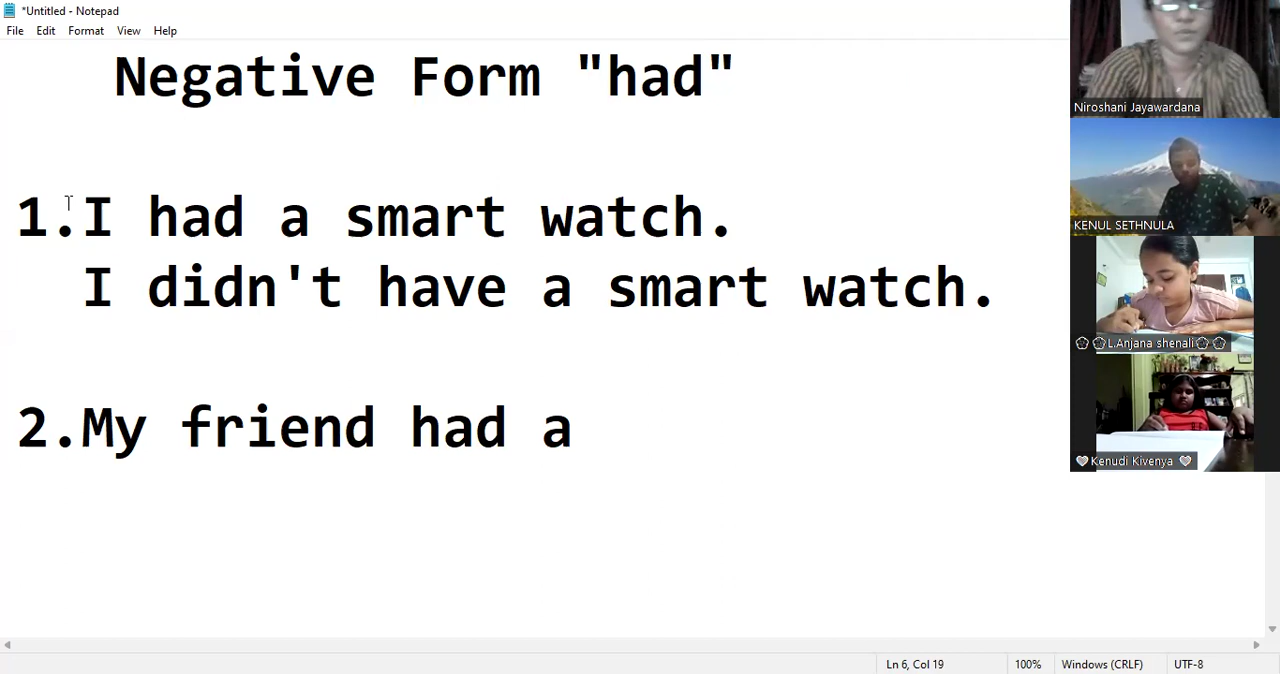 *Untitled - Notepad
File Edit Format View Help
Negative Form "had"
1.I had a smart watch.
I didn't have a smart watch.
2.My friend had a
Niroshani Jayawardana
KENUL SETHNULA
L.Anjana shenali
Kenudi Kivenya
Ln 6, Col 19 100% Windows (CRLF) UTF-8